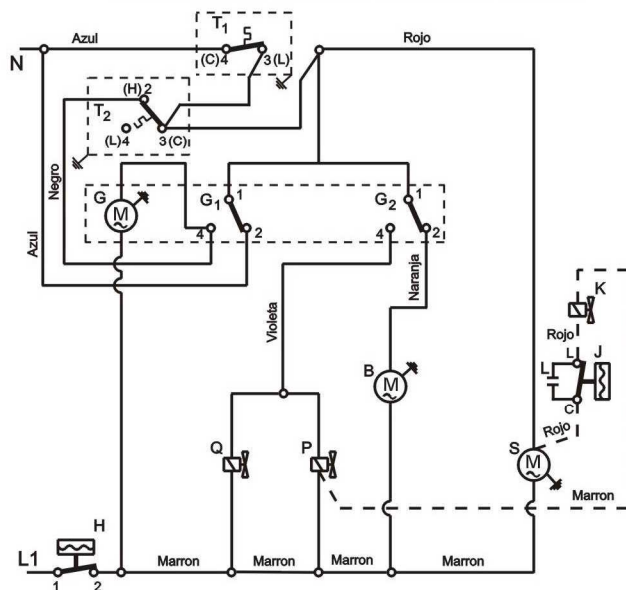 T1
Azul
Rojo
N
(C)4
3(L)
(H)2
T2
(L)4
3(C)
Negro
Azul
G
M
G1
1
4
2
G2
1
4
2
Naranja
Violeta
K
Rojo
L
L
J
C
Rojo
B
M
Q
P
S
M
Marron
H
L1
1
2
Marron
Marron
Marron
Marron